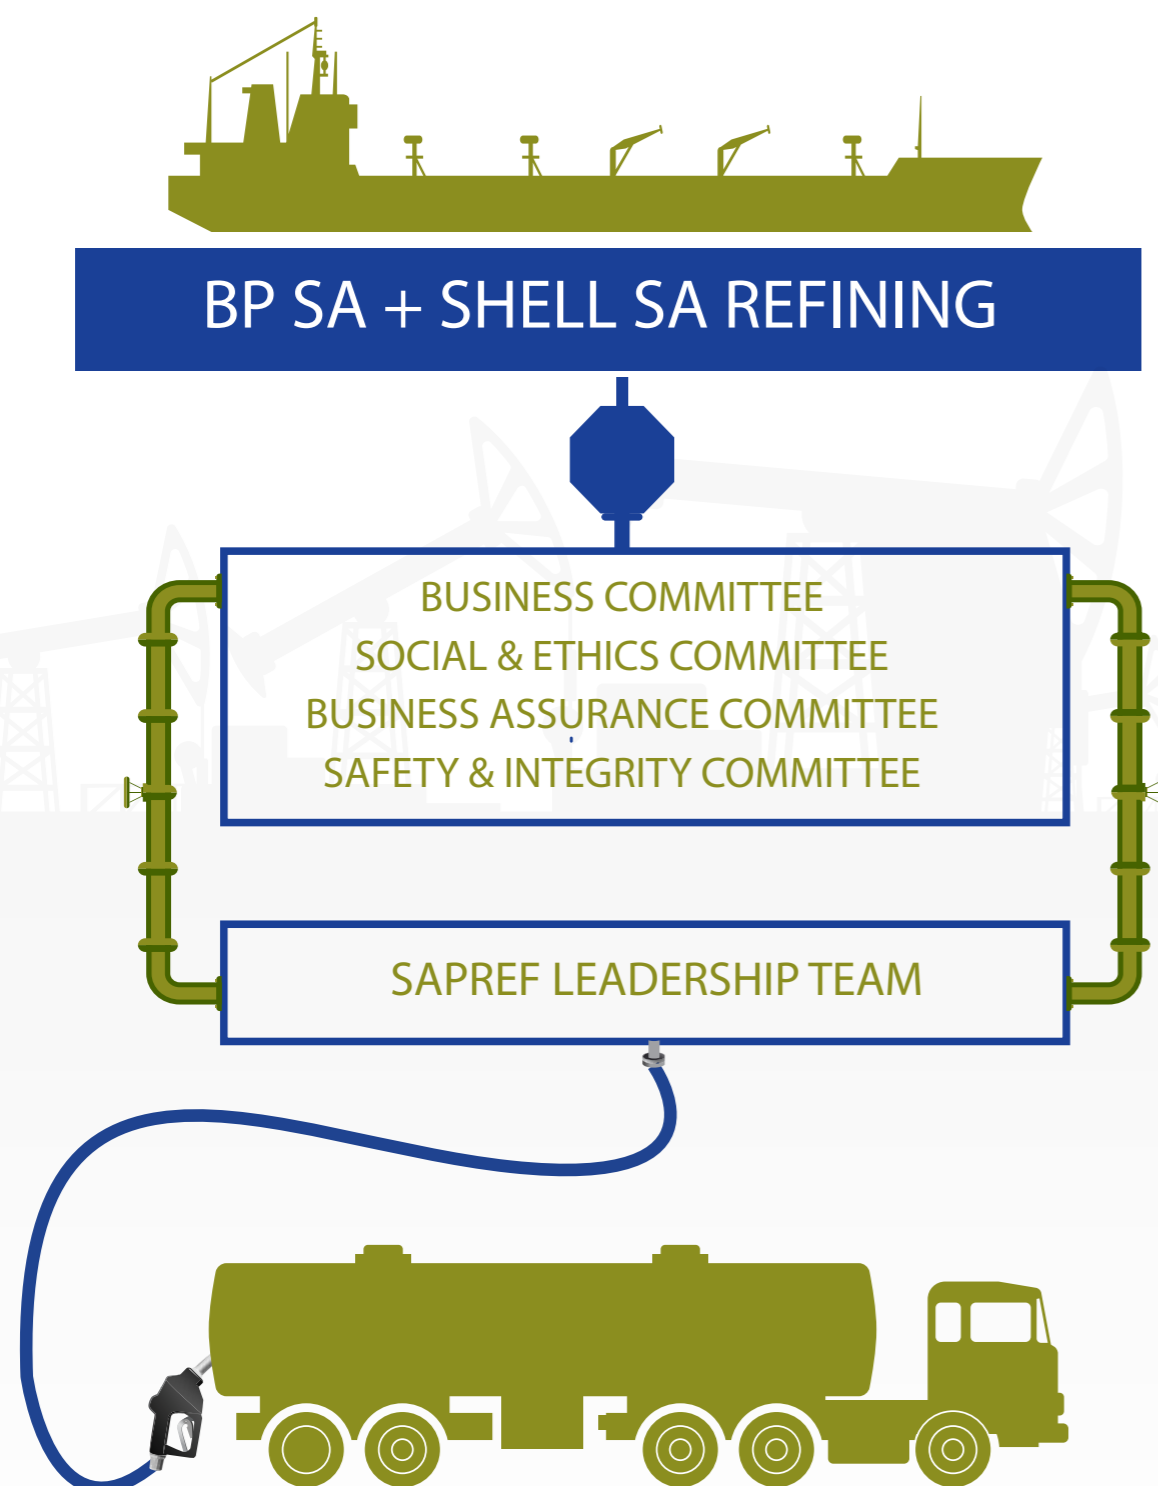 BP SA + SHELL SA REFINING
BUSINESS COMMITTEE
SOCIAL & ETHICS COMMITTEE
BUSINESS ASSURANCE COMMITTEE
SAFETY & INTEGRITY COMMITTEE
SAPREF LEADERSHIP TEAM